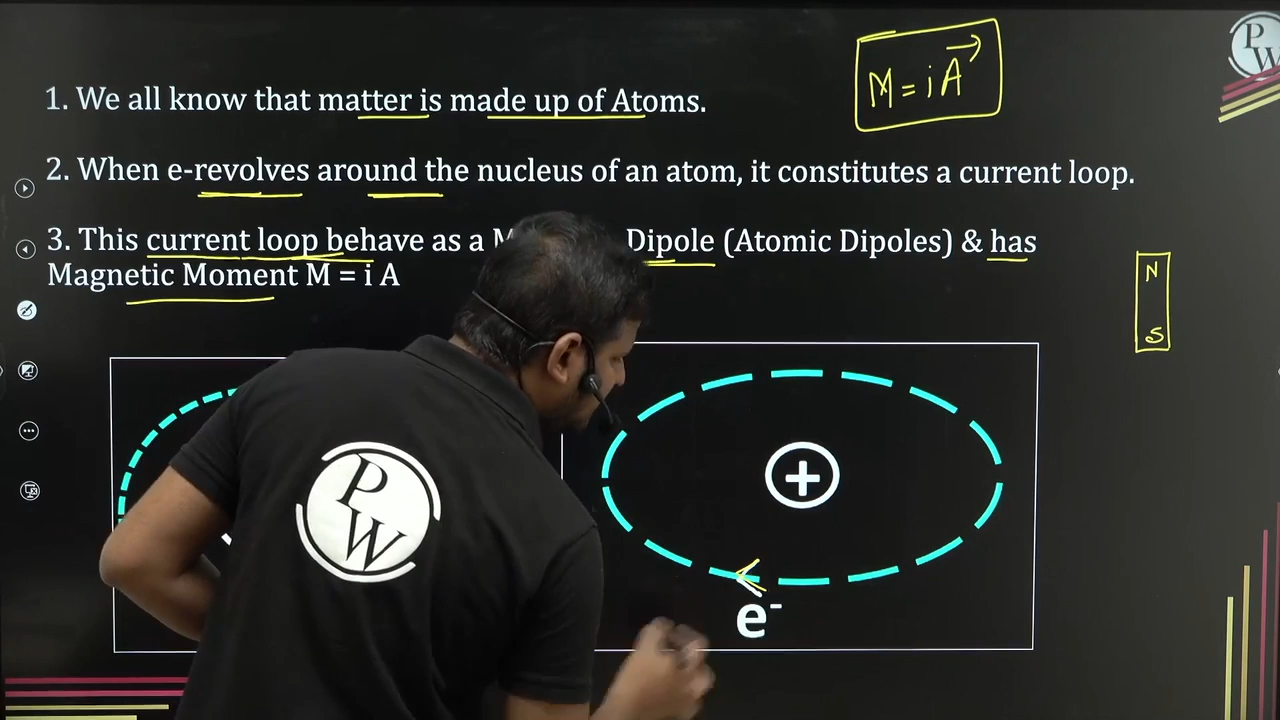 P
W
M = i A
1. We all know that matter is made up of Atoms.
2. When e-revolves around the nucleus of an atom, it constitutes a current loop.
3. This current loop behave as a Dipole (Atomic Dipoles) & has
Magnetic Moment M = i A
N
S
+
e-
P
W